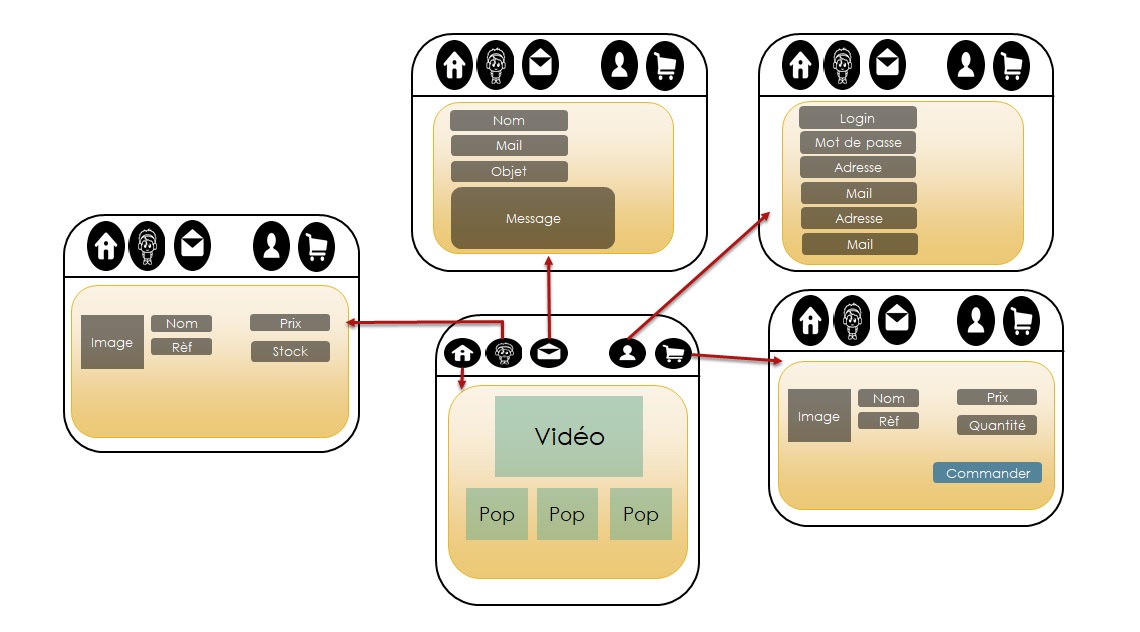 Nom
Mail
Objet
Message
Login
Mot de passe
Adresse
Mail
Adresse
Mail
Image
Nom
Rèf
Prix
Stock
Vidéo
Pop
Pop
Pop
Image
Nom
Rèf
Prix
Quantité
Commander